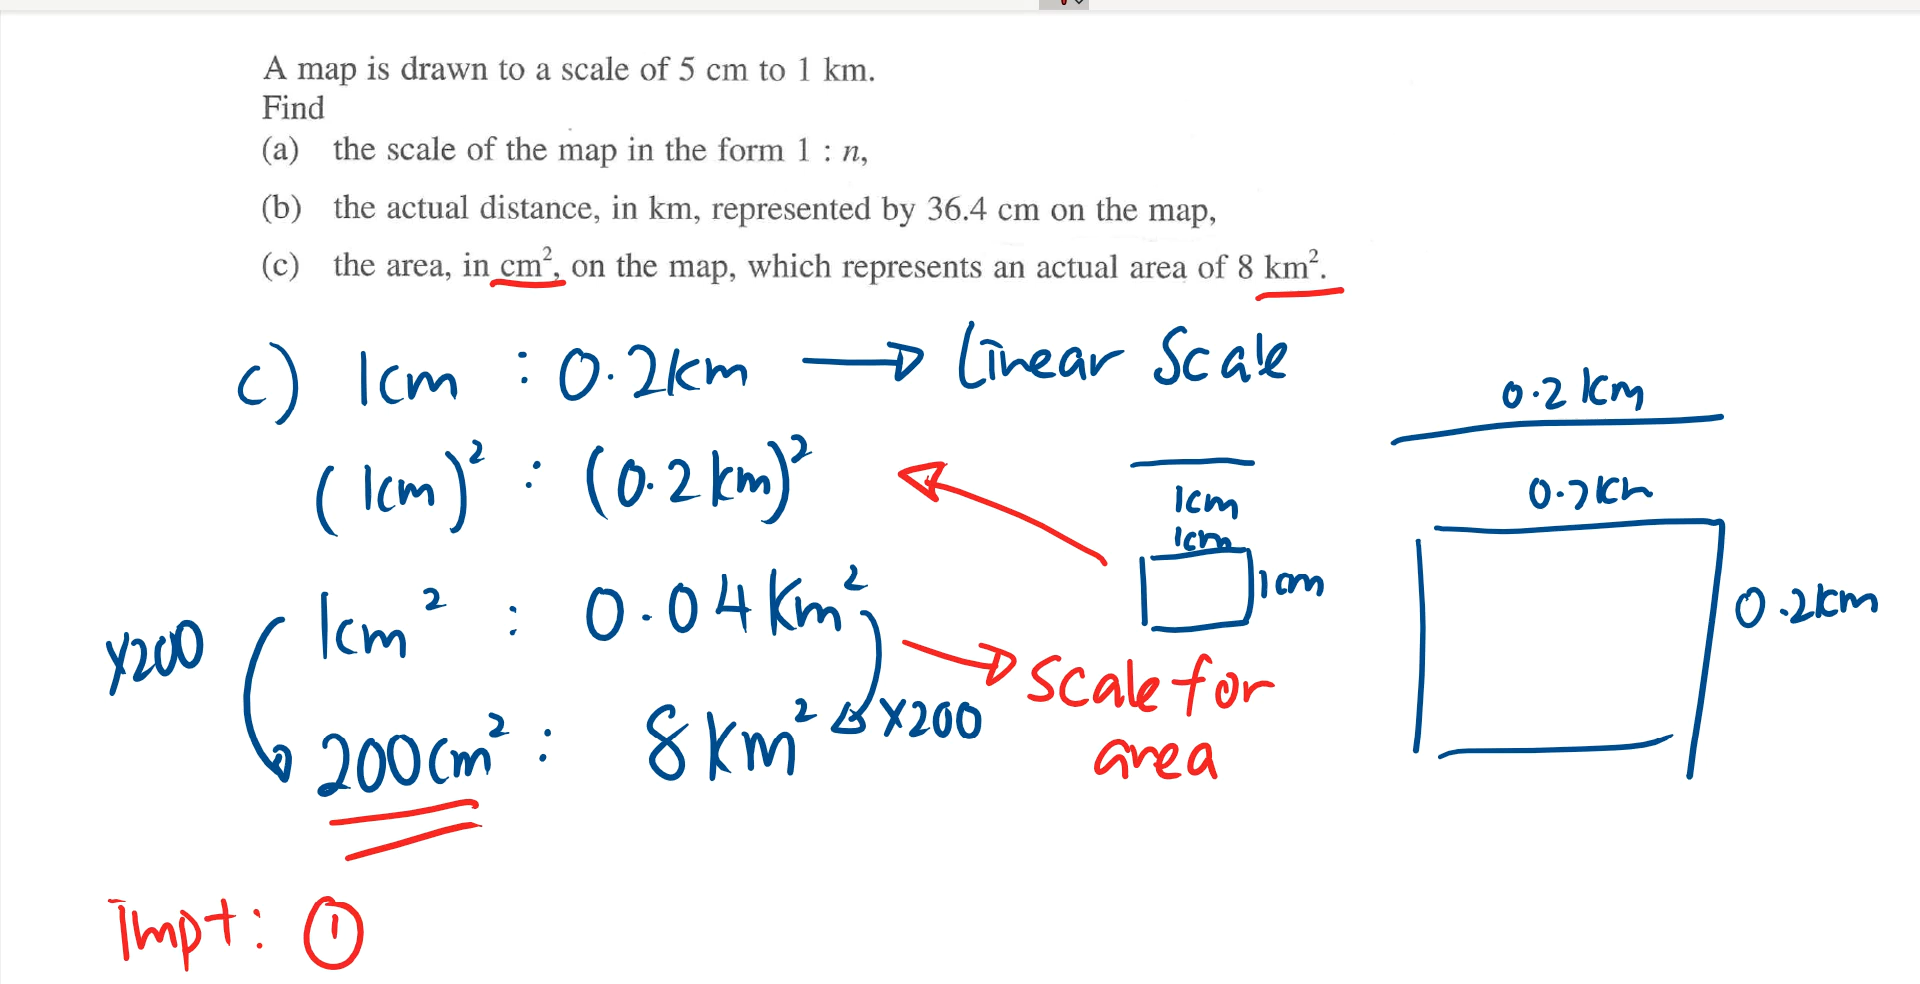 A map is drawn to a scale of 5 cm to 1 km.
Find
(a) the scale of the map in the form 1 : n,
(b) the actual distance, in km, represented by 36.4 cm on the map,
(c) the area, in cm², on the map, which represents an actual area of 8 km².
c) 1cm : 0.2km → Linear Scale
(1cm)² : (0.2km)²
1cm² : 0.04km²
x200
200cm² : 8km² x200
Scale for
area
1cm
1cm
1cm
0.2 km
0.2km
0.2km
Impt: ①